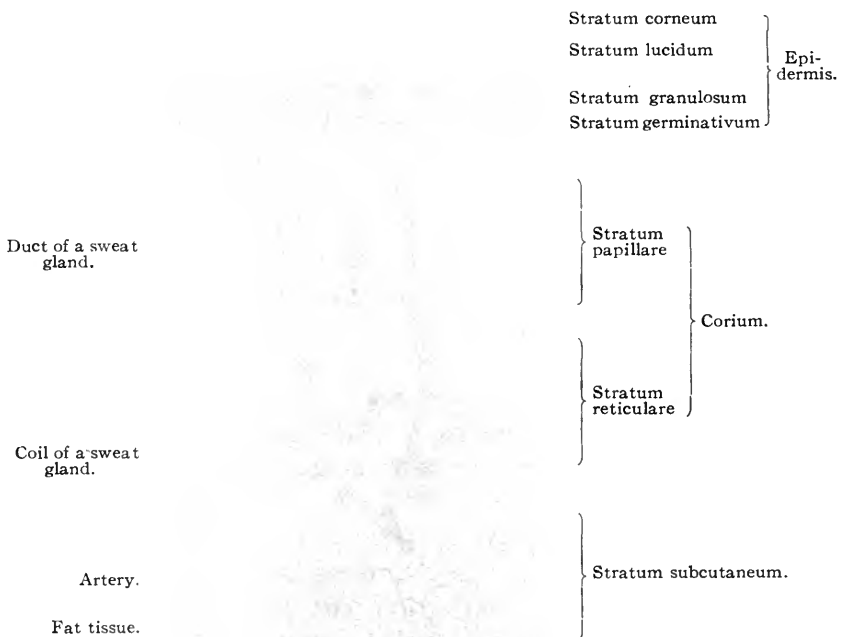 Stratum corneum
Stratum lucidum
Epi-
dermis.
Stratum granulosum
Stratum germinativum
Duct of a sweat
gland.
Stratum
papillare
Corium.
Stratum
reticulare
Coil of a sweat
gland.
Artery.
Stratum subcutaneum.
Fat tissue.